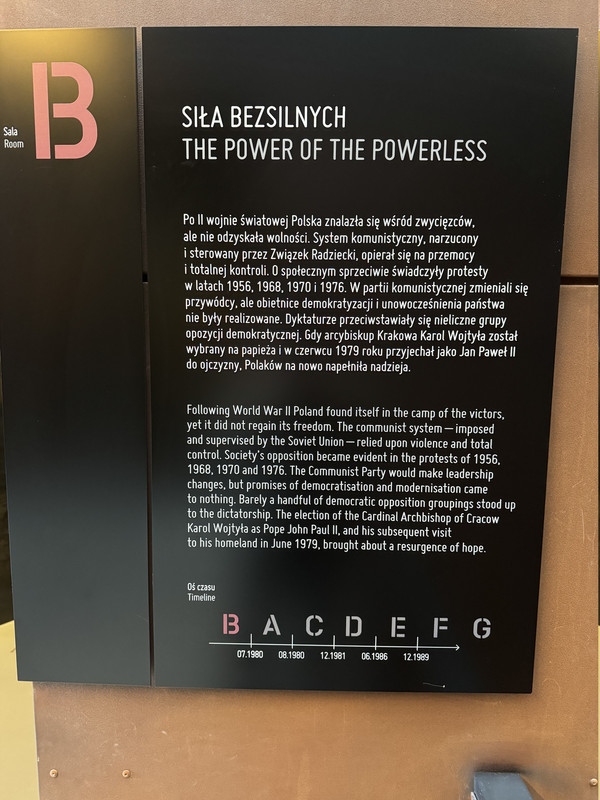 B
Sala
Room
SIŁA BEZSILNYCH
THE POWER OF THE POWERLESS
Po II wojnie światowej Polska znalazła się wśród zwycięzców,
ale nie odzyskała wolności. System komunistyczny, narzucony
i sterowany przez Związek Radziecki, opierał się na przemocy
i totalnej kontroli. O społecznym sprzeciwie świadczyły protesty
w latach 1956, 1968, 1970 i 1976. W partii komunistycznej zmieniali się
przywódcy, ale obietnice demokratyzacji i unowocześnienia państwa
nie były realizowane. Dyktaturze przeciwstawiały się nieliczne grupy
opozycji demokratycznej. Gdy arcybiskup Krakowa Karol Wojtyła został
wybrany na papieża i w czerwcu 1979 roku przyjechał jako Jan Paweł II
do ojczyzny, Polaków na nowo napełniła nadzieja.
Following World War II Poland found itself in the camp of the victors,
yet it did not regain its freedom. The communist system – imposed
and supervised by the Soviet Union – relied upon violence and total
control. Society's opposition became evident in the protests of 1956,
1968, 1970 and 1976. The Communist Party would make leadership
changes, but promises of democratisation and modernisation came
to nothing. Barely a handful of democratic opposition groupings stood up
to the dictatorship. The election of the Cardinal Archbishop of Cracow
Karol Wojtyła as Pope John Paul II, and his subsequent visit
to his homeland in June 1979, brought about a resurgence of hope.
Oś czasu
Timeline
B A C D E F G
07.1980 08.1980 12.1981 06.1986 12.1989